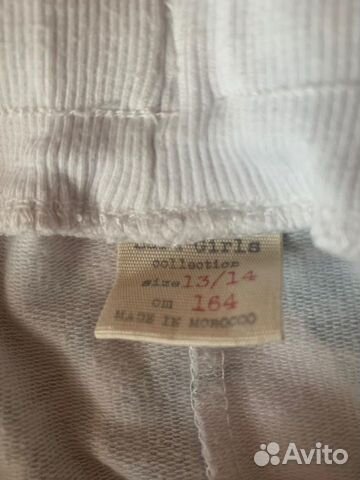 Girls
collection
size 13/14
cm 164
MADE IN MOROCCO
Avito